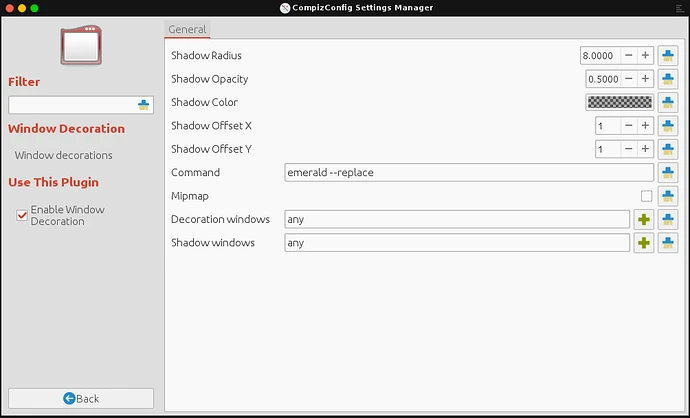 CompizConfig Settings Manager
Filter
Window Decoration
Window decorations
Use This Plugin
Enable Window
Decoration
Back
General
Shadow Radius 8.0000
Shadow Opacity 0.5000
Shadow Color
Shadow Offset X 1
Shadow Offset Y 1
Command emerald --replace
Mipmap
Decoration windows any
Shadow windows any